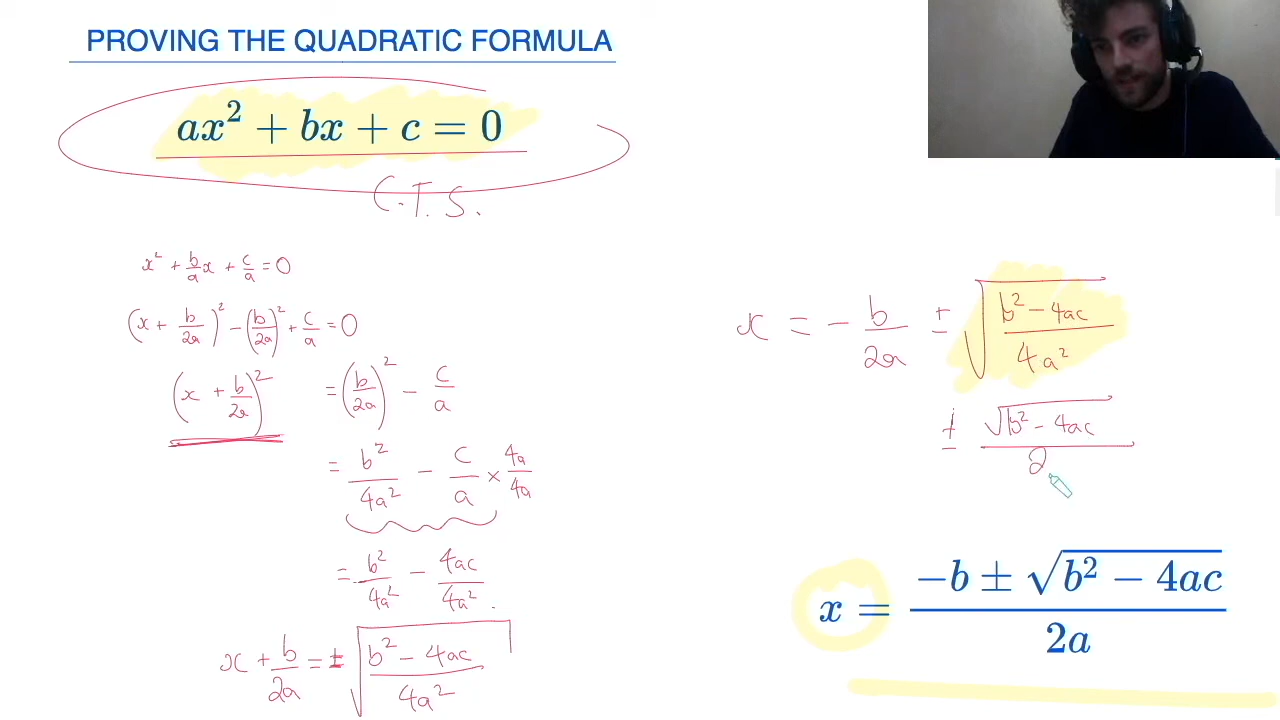 PROVING THE QUADRATIC FORMULA
ax² + bx + c = 0
C.T.S.
x² + b/a x + c/a = 0
(x + b/2a)² - (b/2a)² + c/a = 0
(x + b/2a)² = (b/2a)² - c/a
= b²/4a² - c/a × 4a/4a
= b²/4a² - 4ac/4a².
x + b/2a = ± √(b² - 4ac / 4a²)
x = - b/2a ± √(b² - 4ac / 4a²)
± √(b² - 4ac) / 2
x = (-b ± √(b² - 4ac)) / 2a